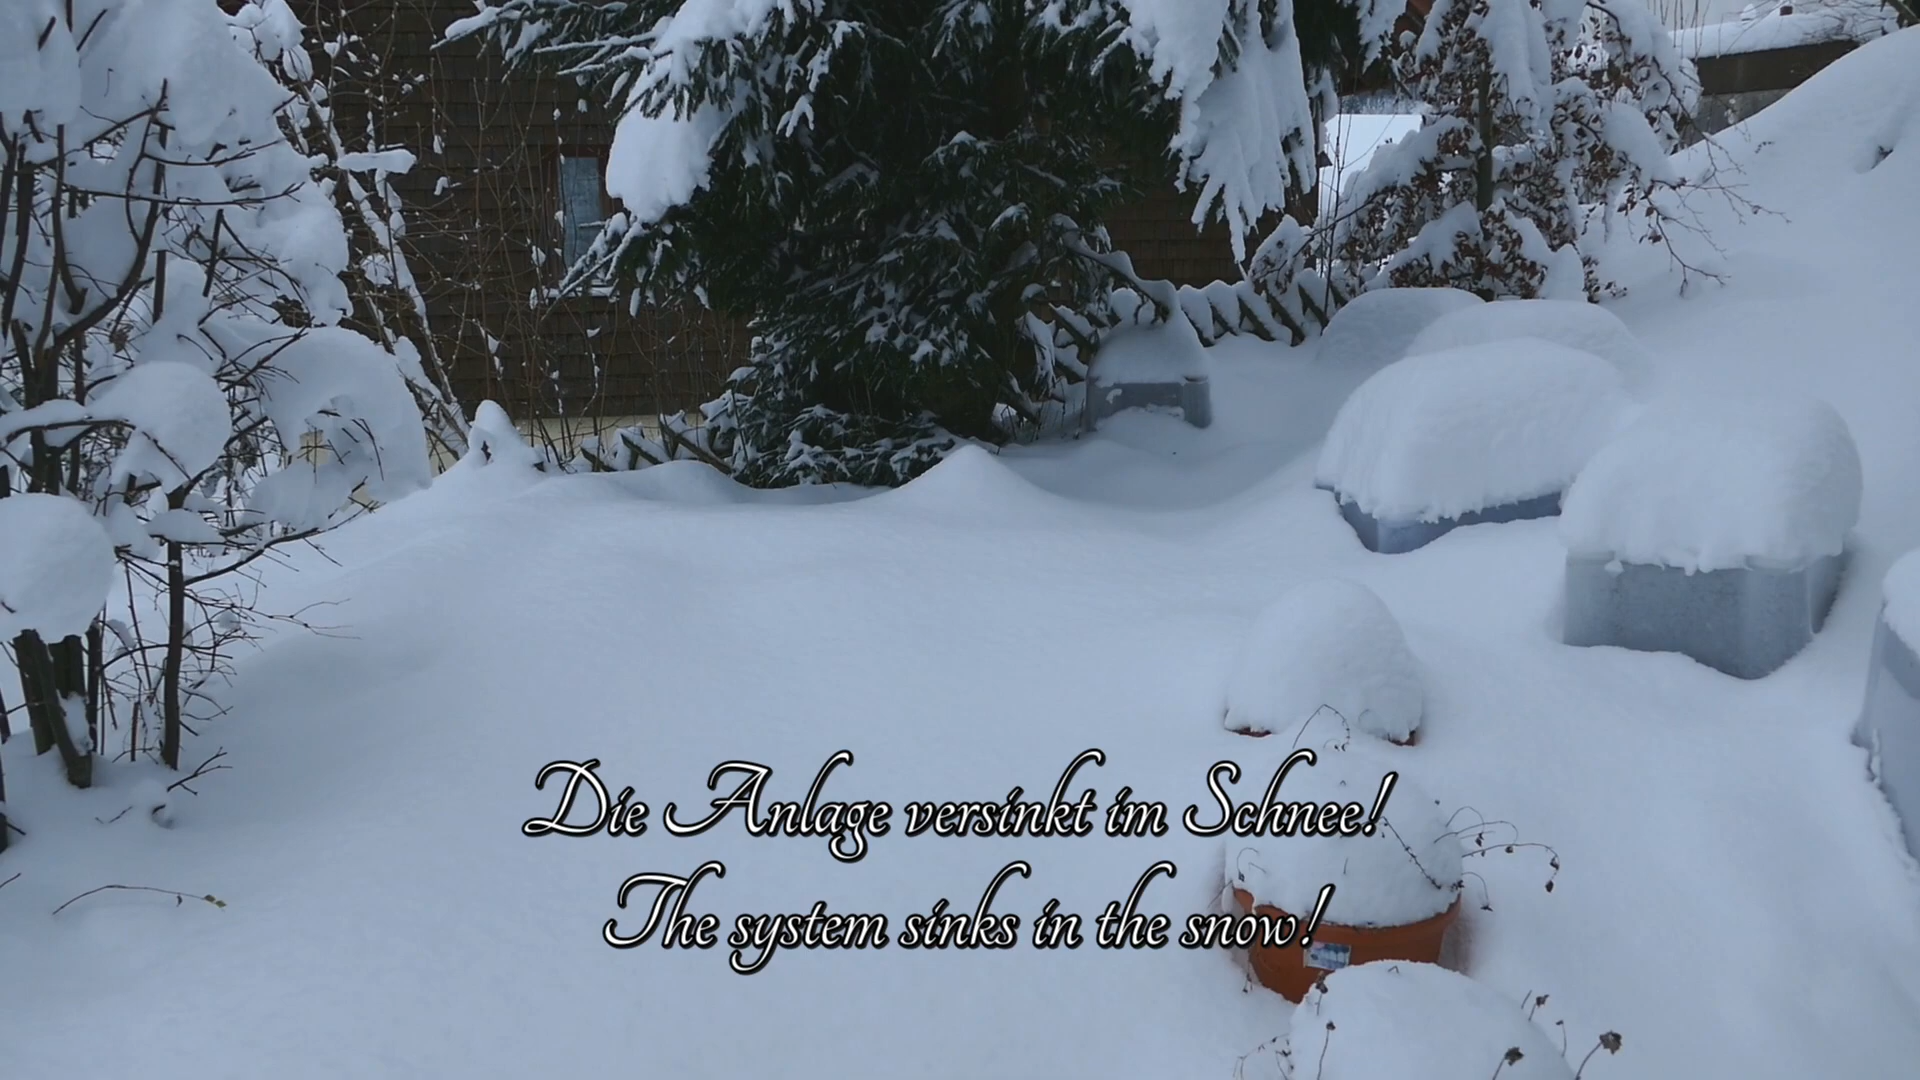 Die Anlage versinkt im Schnee!
The system sinks in the snow!